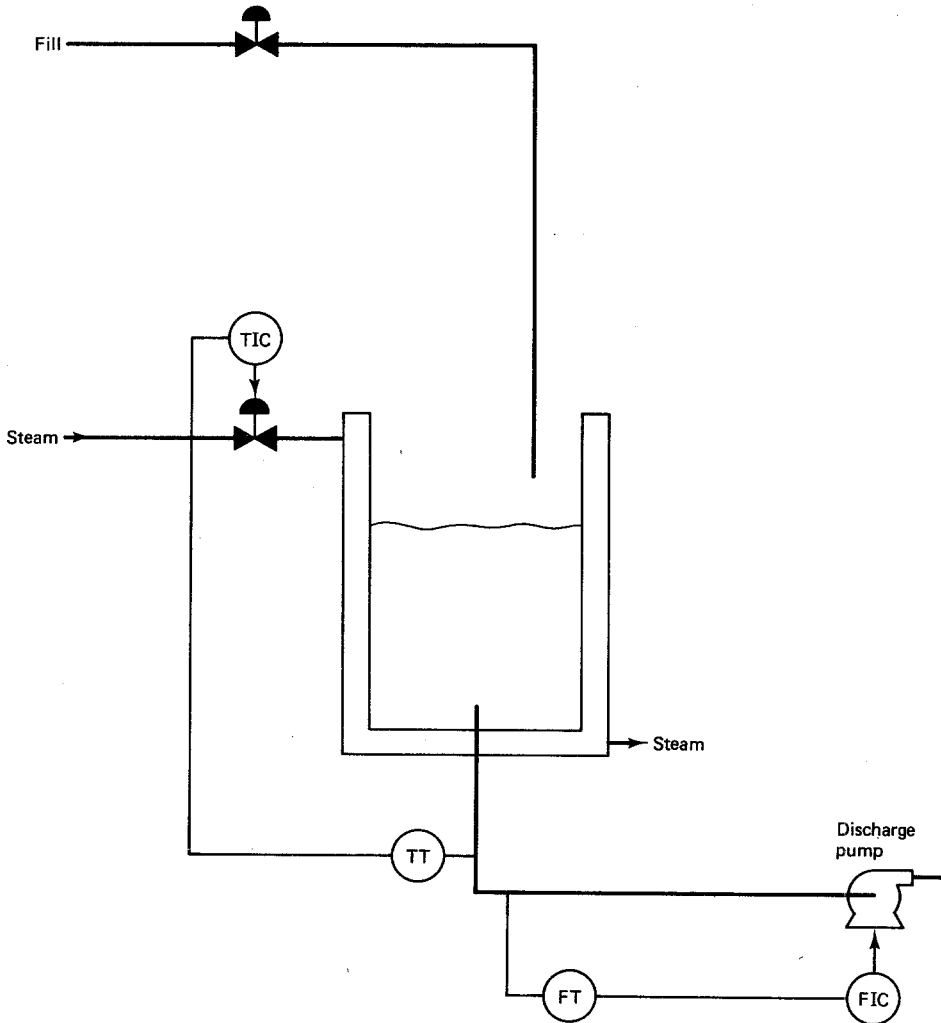 Fill
TIC
Steam
Steam
TT
Discharge
pump
FT
FIC